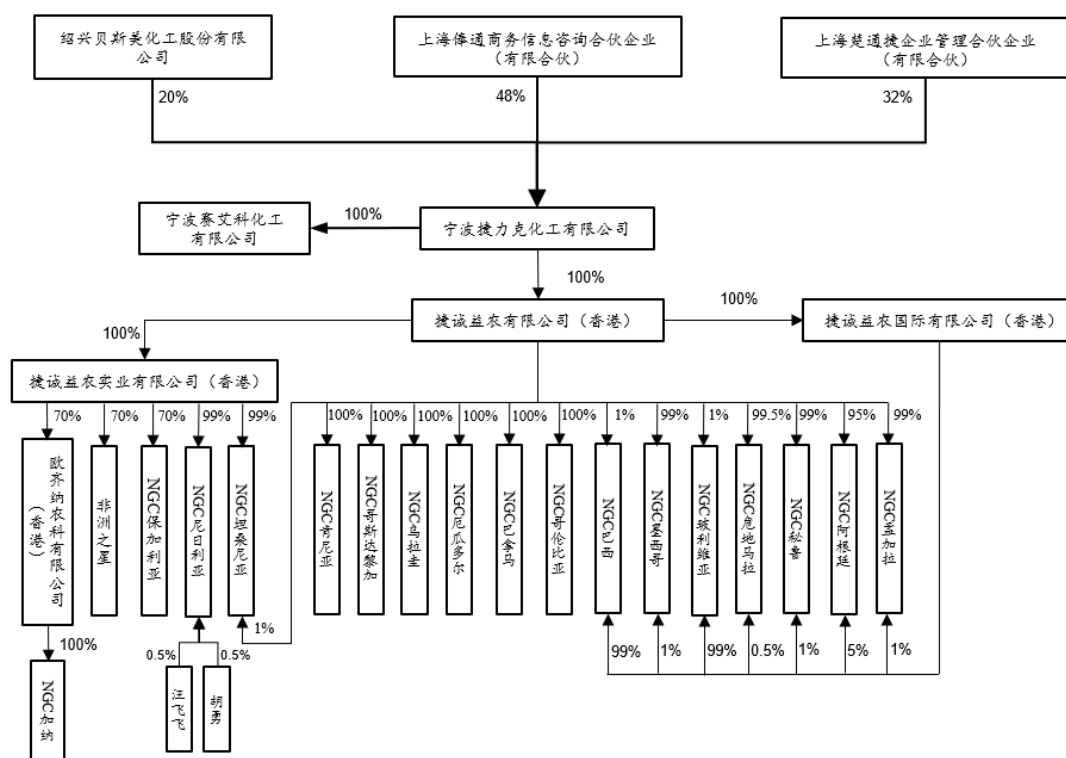 绍兴贝斯美化工股份有限
公司
上海俸通商务信息咨询合伙企业
（有限合伙）
上海楚通捷企业管理合伙企业
（有限合伙）
20%
48%
32%
宁波赛艾科化工
有限公司
100%
宁波捷力克化工有限公司
100%
捷诚益农有限公司（香港）
100%
捷诚益农国际有限公司（香港）
100%
捷诚益农实业有限公司（香港）
70%
70%
70%
99%
99%
100%
100%
100%
100%
100%
100%
1%
99%
1%
99.5%
99%
95%
99%
欧齐纳农科有限公司
（香港）
非洲之星
NGC保加利亚
NGC尼日利亚
NGC坦桑尼亚
NGC肯尼亚
NGC哥斯达黎加
NGC乌拉圭
NGC厄瓜多尔
NGC巴拿马
NGC哥伦比亚
NGC巴西
NGC墨西哥
NGC玻利维亚
NGC危地马拉
NGC秘鲁
NGC阿根廷
NGC孟加拉
1%
100%
0.5%
0.5%
99%
1%
99%
0.5%
1%
5%
1%
NGC加纳
汪飞飞
胡勇